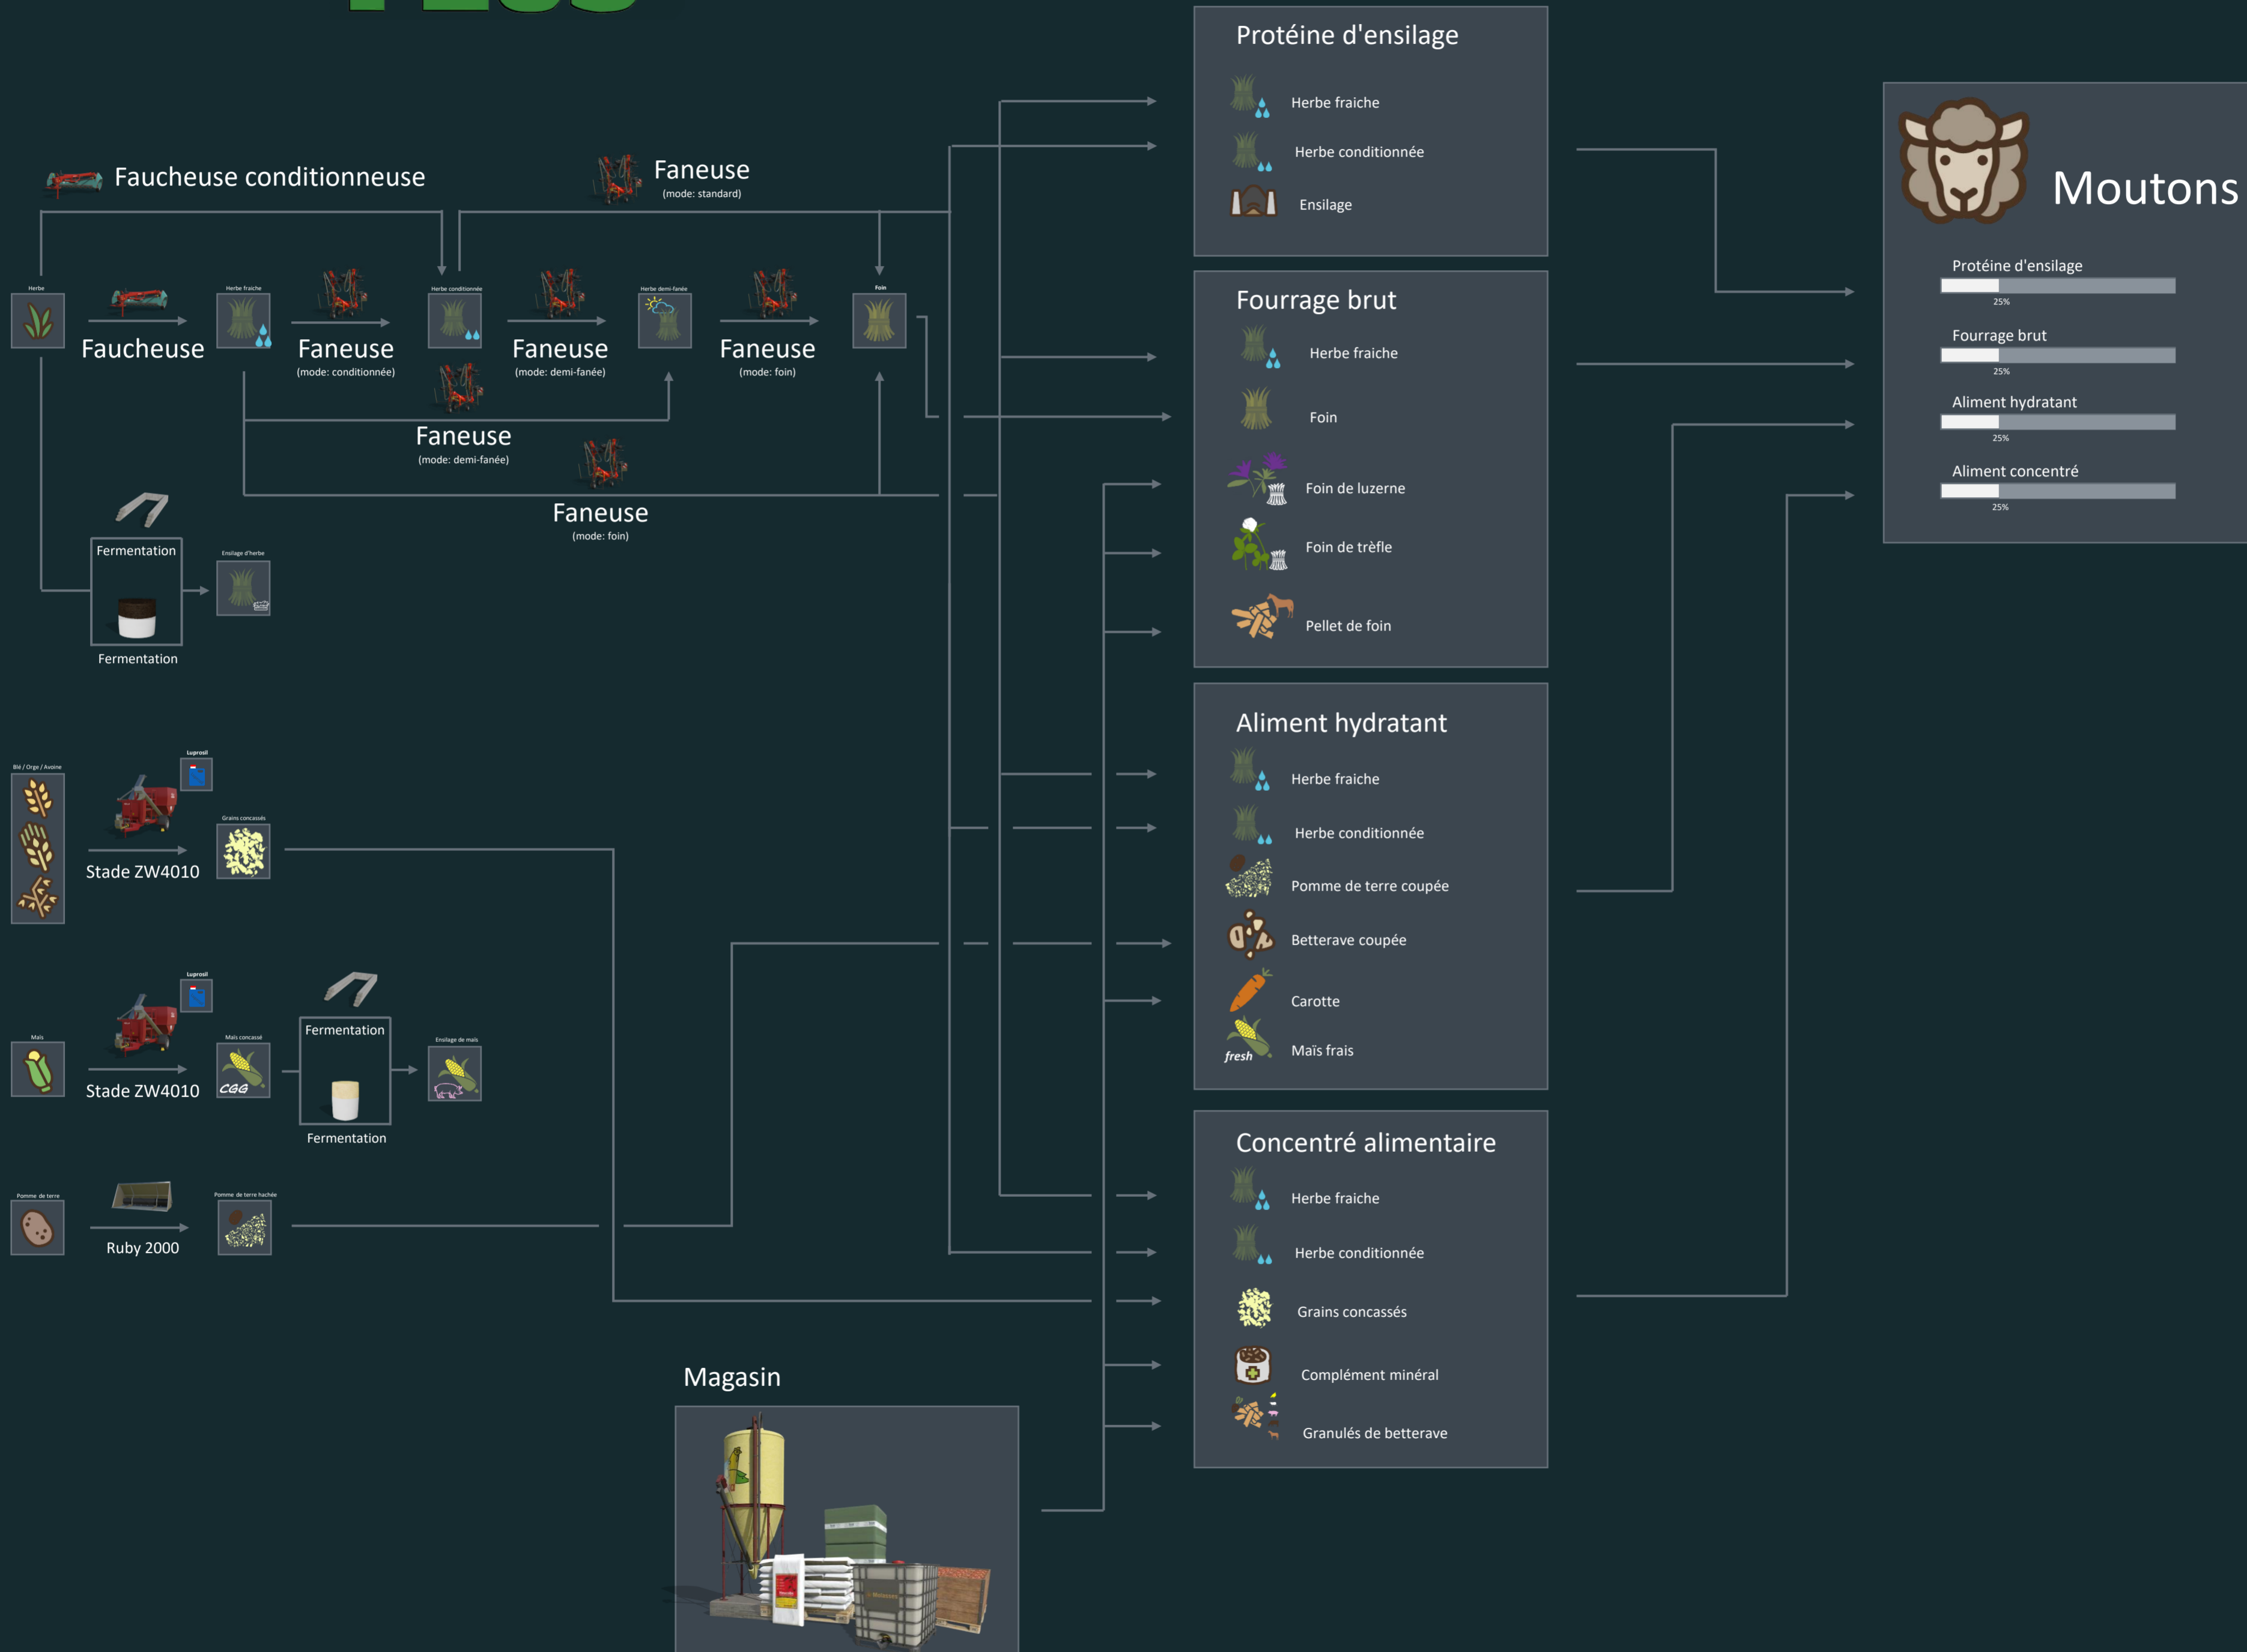 Faucheuse conditionneuse
Faneuse
(mode: standard)
Herbe
Faucheuse
Herbe fraiche
Faneuse
(mode: conditionnée)
Herbe conditionnée
Faneuse
(mode: demi-fanée)
Herbe demi-fanée
Faneuse
(mode: foin)
Foin
Faneuse
(mode: demi-fanée)
Faneuse
(mode: foin)
Fermentation
Fermentation
Ensilage d'herbe
Blé / Orge / Avoine
Luprosil
Stade ZW4010
Grains concassés
Maïs
Luprosil
Stade ZW4010
Maïs concassé
CGG
Fermentation
Fermentation
Ensilage de maïs
Pomme de terre
Ruby 2000
Pomme de terre hachée
Magasin
Molasses
Protéine d'ensilage
Herbe fraiche
Herbe conditionnée
Ensilage
Fourrage brut
Herbe fraiche
Foin
Foin de luzerne
Foin de trèfle
Pellet de foin
Aliment hydratant
Herbe fraiche
Herbe conditionnée
Pomme de terre coupée
Betterave coupée
Carotte
fresh
Maïs frais
Concentré alimentaire
Herbe fraiche
Herbe conditionnée
Grains concassés
Complément minéral
Granulés de betterave
Moutons
Protéine d'ensilage
25%
Fourrage brut
25%
Aliment hydratant
25%
Aliment concentré
25%